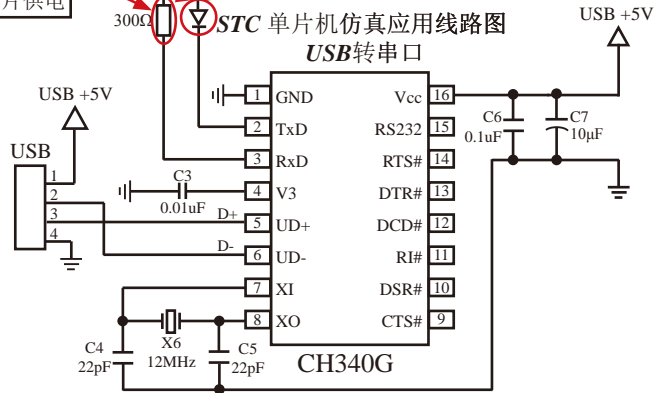 片供电
300Ω
STC 单片机仿真应用线路图
USB转串口
USB +5V
USB +5V
USB
1
2
3
4
1 GND
2 TxD
3 RxD
4 V3
5 UD+
6 UD-
7 XI
8 XO
Vcc 16
RS232 15
RTS# 14
DTR# 13
DCD# 12
RI# 11
DSR# 10
CTS# 9
C6
0.1uF
C7
10μF
C3
0.01uF
D+
D-
C4
22pF
X6
12MHz
C5
22pF
CH340G